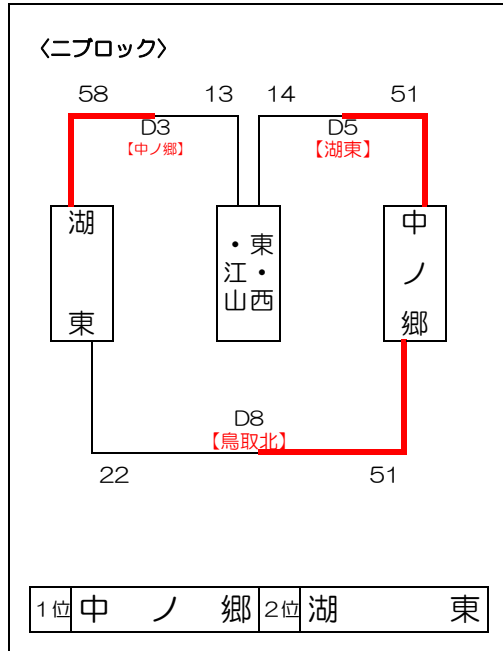 〈ニブロック〉
58 13 14 51
D3 D5
【中ノ郷】 【湖東】
湖東
東・西
・江山
中ノ郷
D8
【鳥取北】
22 51
1位 中ノ郷 2位 湖東